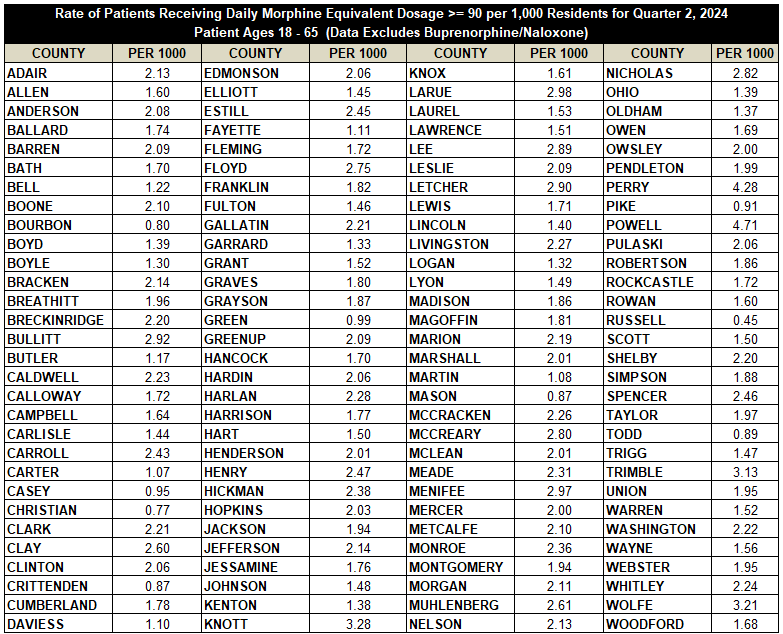 Rate of Patients Receiving Daily Morphine Equivalent Dosage >= 90 per 1,000 Residents for Quarter 2, 2024
Patient Ages 18 - 65 (Data Excludes Buprenorphine/Naloxone)
COUNTY PER 1000 COUNTY PER 1000 COUNTY PER 1000 COUNTY PER 1000
ADAIR 2.13 EDMONSON 2.06 KNOX 1.61 NICHOLAS 2.82
ALLEN 1.60 ELLIOTT 1.45 LARUE 2.98 OHIO 1.39
ANDERSON 2.08 ESTILL 2.45 LAUREL 1.53 OLDHAM 1.37
BALLARD 1.74 FAYETTE 1.11 LAWRENCE 1.51 OWEN 1.69
BARREN 2.09 FLEMING 1.72 LEE 2.89 OWSLEY 2.00
BATH 1.70 FLOYD 2.75 LESLIE 2.09 PENDLETON 1.99
BELL 1.22 FRANKLIN 1.82 LETCHER 2.90 PERRY 4.28
BOONE 2.10 FULTON 1.46 LEWIS 1.71 PIKE 0.91
BOURBON 0.80 GALLATIN 2.21 LINCOLN 1.40 POWELL 4.71
BOYD 1.39 GARRARD 1.33 LIVINGSTON 2.27 PULASKI 2.06
BOYLE 1.30 GRANT 1.52 LOGAN 1.32 ROBERTSON 1.86
BRACKEN 2.14 GRAVES 1.80 LYON 1.49 ROCKCASTLE 1.72
BREATHITT 1.96 GRAYSON 1.87 MADISON 1.86 ROWAN 1.60
BRECKINRIDGE 2.20 GREEN 0.99 MAGOFFIN 1.81 RUSSELL 0.45
BULLITT 2.92 GREENUP 2.09 MARION 2.19 SCOTT 1.50
BUTLER 1.17 HANCOCK 1.70 MARSHALL 2.01 SHELBY 2.20
CALDWELL 2.23 HARDIN 2.06 MARTIN 1.08 SIMPSON 1.88
CALLOWAY 1.72 HARLAN 2.28 MASON 0.87 SPENCER 2.46
CAMPBELL 1.64 HARRISON 1.77 MCCRACKEN 2.26 TAYLOR 1.97
CARLISLE 1.44 HART 1.50 MCCREARY 2.80 TODD 0.89
CARROLL 2.43 HENDERSON 2.01 MCLEAN 2.01 TRIGG 1.47
CARTER 1.07 HENRY 2.47 MEADE 2.31 TRIMBLE 3.13
CASEY 0.95 HICKMAN 2.38 MENIFEE 2.97 UNION 1.95
CHRISTIAN 0.77 HOPKINS 2.03 MERCER 2.00 WARREN 1.52
CLARK 2.21 JACKSON 1.94 METCALFE 2.10 WASHINGTON 2.22
CLAY 2.60 JEFFERSON 2.14 MONROE 2.36 WAYNE 1.56
CLINTON 2.06 JESSAMINE 1.76 MONTGOMERY 1.94 WEBSTER 1.95
CRITTENDEN 0.87 JOHNSON 1.48 MORGAN 2.11 WHITLEY 2.24
CUMBERLAND 1.78 KENTON 1.38 MUHLENBERG 2.61 WOLFE 3.21
DAVIESS 1.10 KNOTT 3.28 NELSON 2.13 WOODFORD 1.68